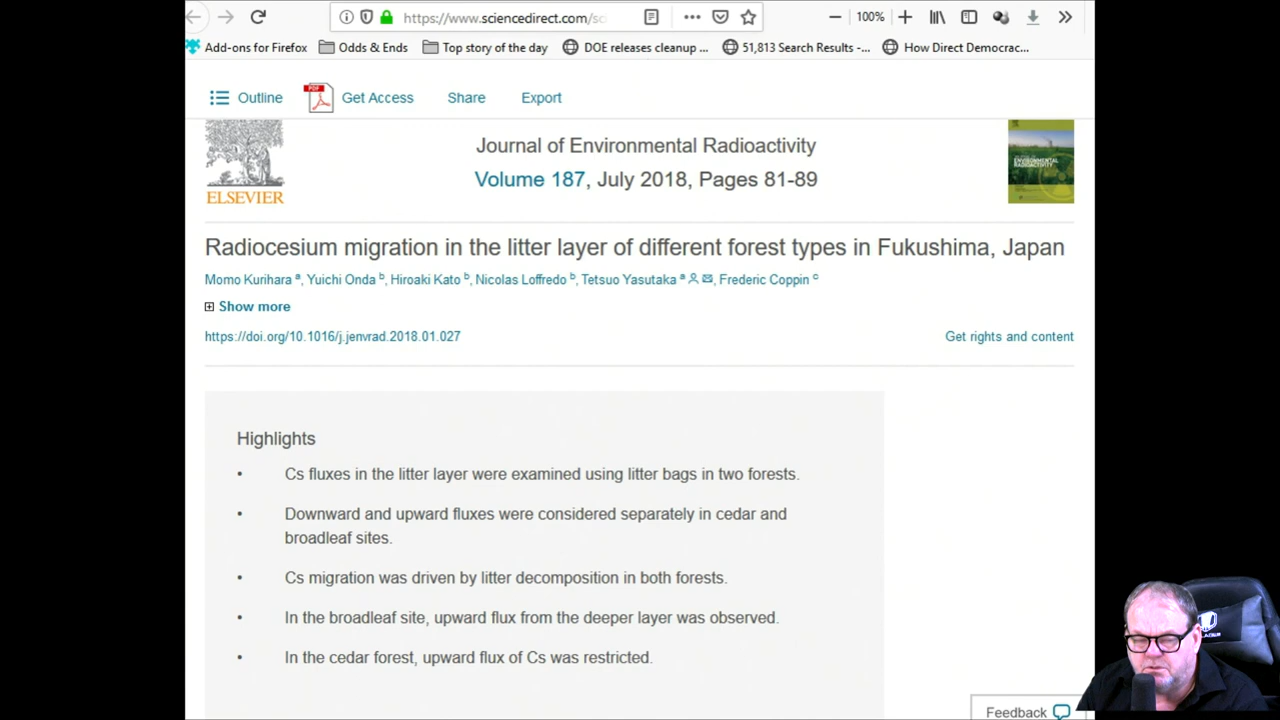 https://www.sciencedirect.com/sc
100%
Add-ons for Firefox
Odds & Ends
Top story of the day
DOE releases cleanup ...
51,813 Search Results -...
How Direct Democrac...
Outline
PDF
Get Access
Share
Export
ELSEVIER
Journal of Environmental Radioactivity
Volume 187, July 2018, Pages 81-89
ENVIRONMENTAL
RADIOACTIVITY
Radiocesium migration in the litter layer of different forest types in Fukushima, Japan
Momo Kurihara a, Yuichi Onda b, Hiroaki Kato b, Nicolas Loffredo b, Tetsuo Yasutaka a, Frederic Coppin c
Show more
https://doi.org/10.1016/j.jenvrad.2018.01.027
Get rights and content
Highlights
• Cs fluxes in the litter layer were examined using litter bags in two forests.
• Downward and upward fluxes were considered separately in cedar and
broadleaf sites.
• Cs migration was driven by litter decomposition in both forests.
• In the broadleaf site, upward flux from the deeper layer was observed.
• In the cedar forest, upward flux of Cs was restricted.
Feedback